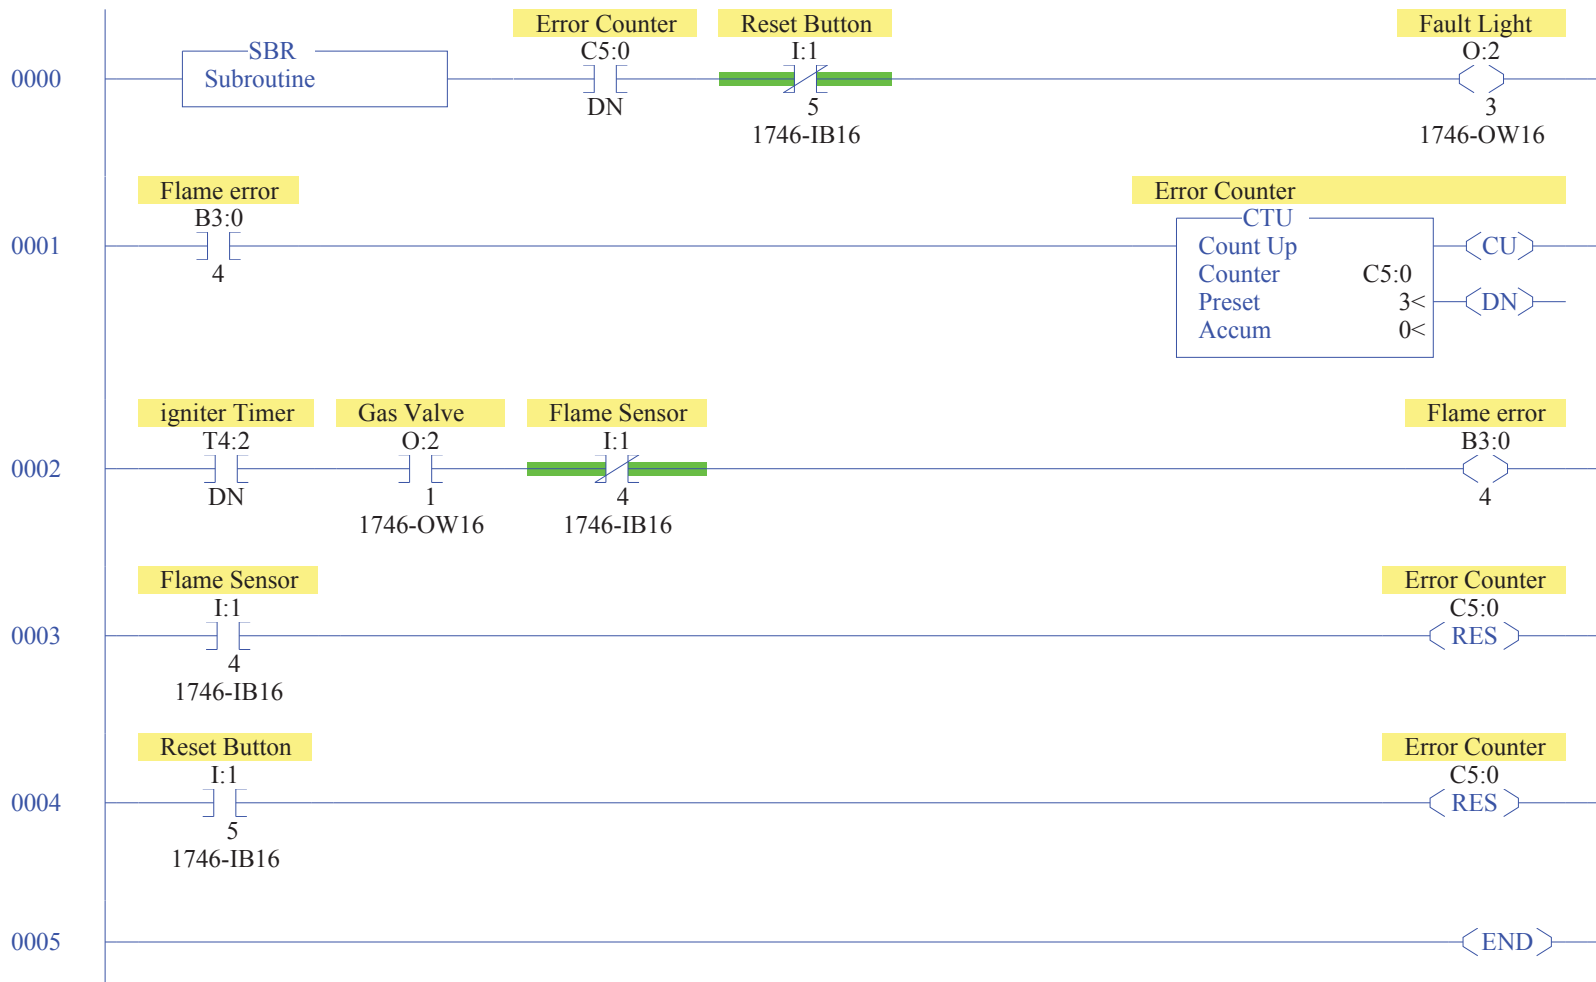 Error Counter Reset Button Fault Light
SBR C5:0 I:1 O:2
0000 Subroutine
DN 5 3
1746-IB16 1746-OW16
Flame error Error Counter
B3:0 CTU
0001 Count Up CU
4 Counter C5:0
Preset 3< DN
Accum 0<
igniter Timer Gas Valve Flame Sensor Flame error
T4:2 O:2 I:1 B3:0
0002
DN 1 4 4
1746-OW16 1746-IB16
Flame Sensor Error Counter
I:1 C5:0
0003 RES
4
1746-IB16
Reset Button Error Counter
I:1 C5:0
0004 RES
5
1746-IB16
0005 END